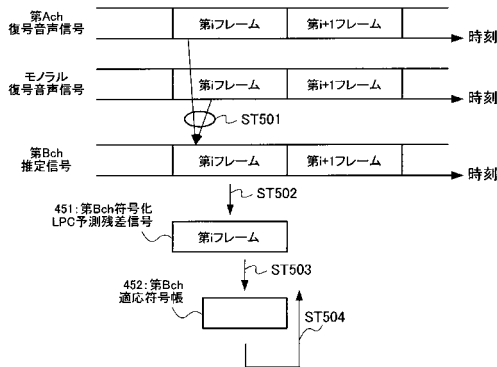 第Ach
復号音声信号
第iフレーム
第i+1フレーム
時刻
モノラル
復号音声信号
第iフレーム
第i+1フレーム
時刻
ST501
第Bch
推定信号
第iフレーム
第i+1フレーム
時刻
ST502
451:第Bch符号化
LPC予測残差信号
第iフレーム
ST503
452:第Bch
適応符号帳
ST504